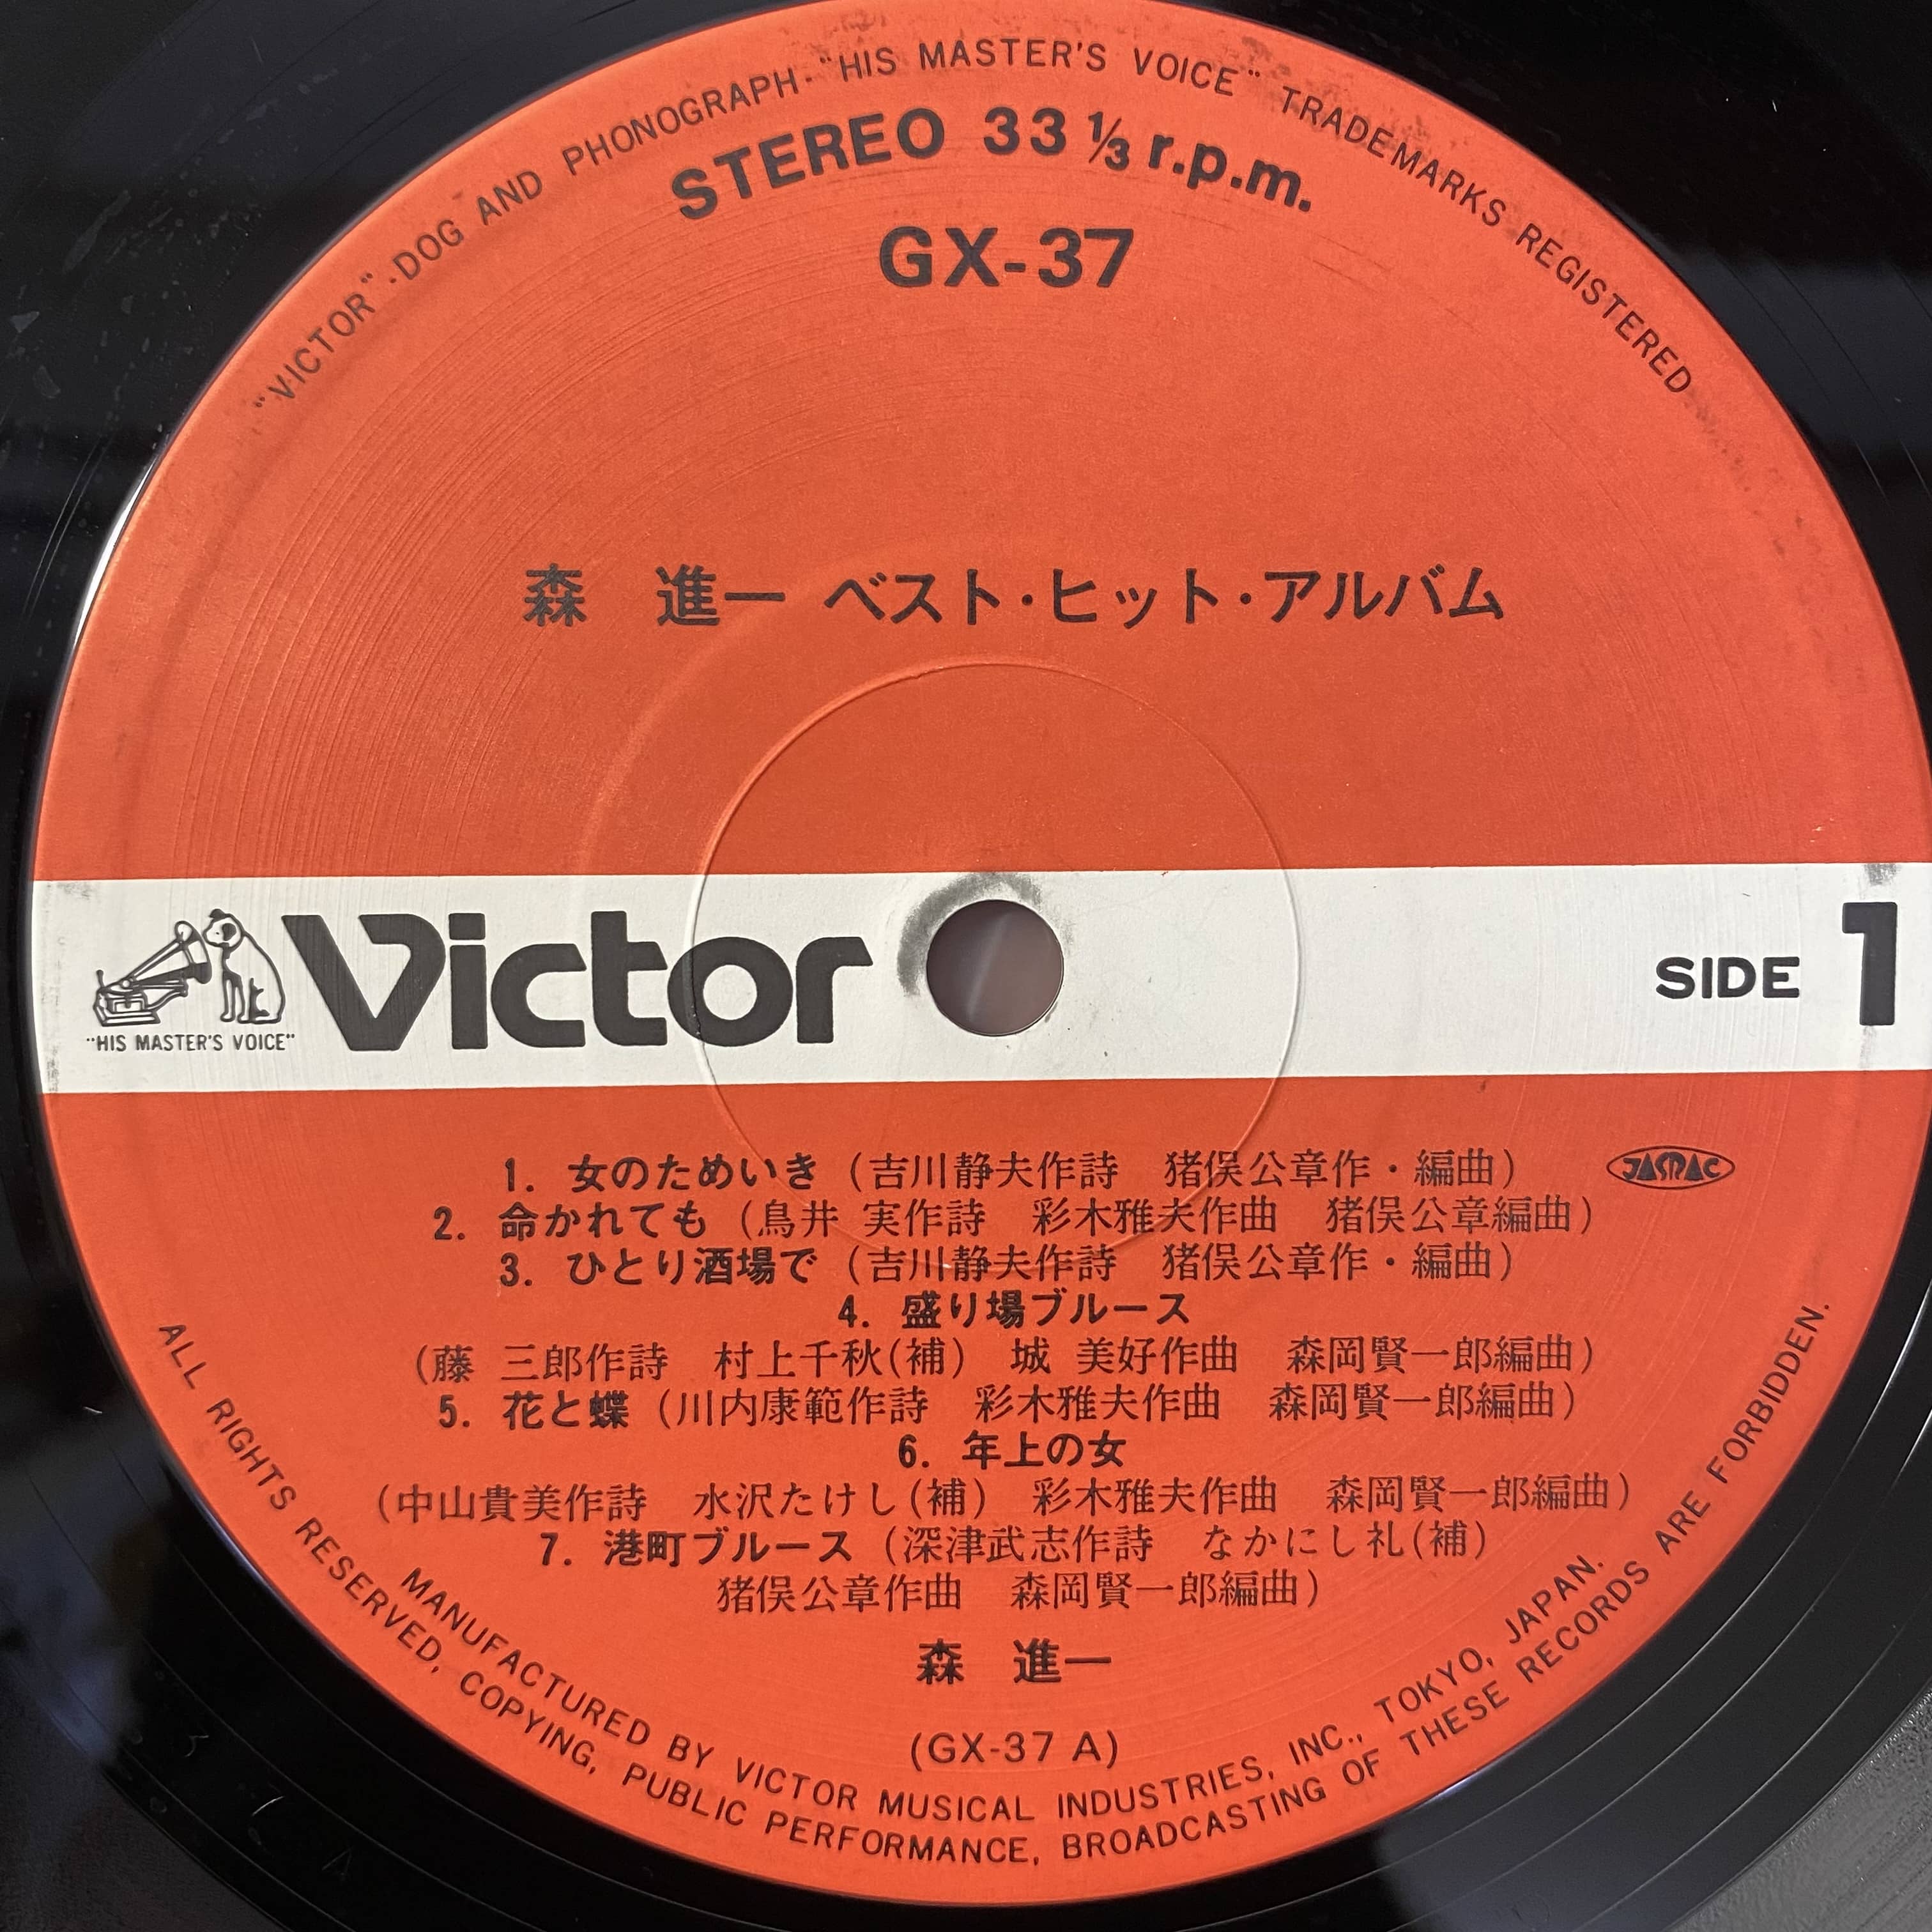 "VICTOR"-DOG AND PHONOGRAPH-"HIS MASTER'S VOICE" TRADEMARKS REGISTERED
STEREO 33 ⅓ r.p.m.
GX-37
森 進一 ベスト・ヒット・アルバム
"HIS MASTER'S VOICE"
Victor
SIDE 1
1. 女のためいき (吉川静夫作詩 猪俣公章作・編曲)
JASRAC
2. 命かれても (鳥井 実作詩 彩木雅夫作曲 猪俣公章編曲)
3. ひとり酒場で (吉川静夫作詩 猪俣公章作・編曲)
4. 盛り場ブルース
(藤 三郎作詩 村上千秋(補) 城 美好作曲 森岡賢一郎編曲)
5. 花と蝶 (川内康範作詩 彩木雅夫作曲 森岡賢一郎編曲)
6. 年上の女
(中山貴美作詩 水沢たけし(補) 彩木雅夫作曲 森岡賢一郎編曲)
7. 港町ブルース (深津武志作詩 なかにし礼(補)
猪俣公章作曲 森岡賢一郎編曲)
森 進一
(GX-37 A)
MANUFACTURED BY VICTOR MUSICAL INDUSTRIES, INC., TOKYO, JAPAN.
ALL RIGHTS RESERVED, COPYING, PUBLIC PERFORMANCE, BROADCASTING OF THESE RECORDS ARE FORBIDDEN.